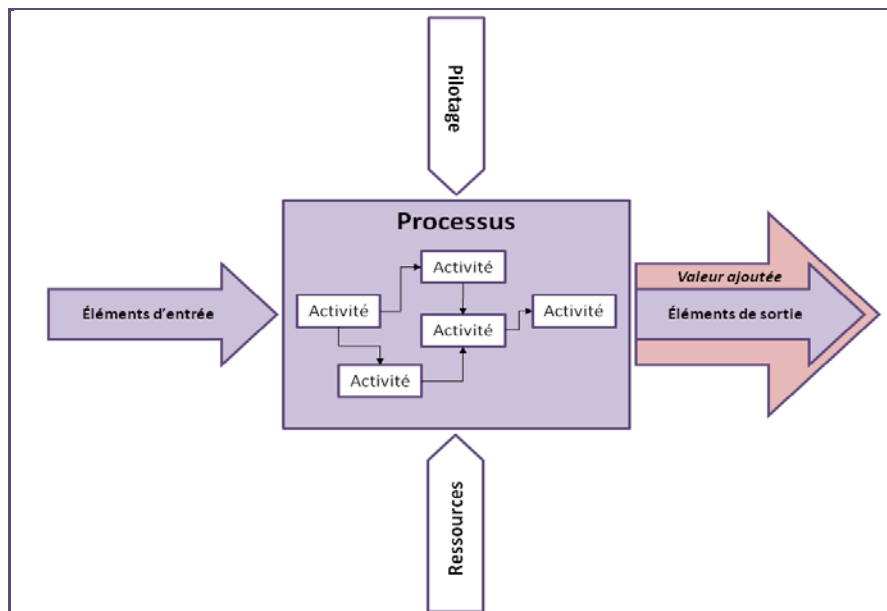 Pilotage
Processus
Activité
Valeur ajoutée
Éléments d'entrée
Activité
Activité
Activité
Éléments de sortie
Activité
Ressources